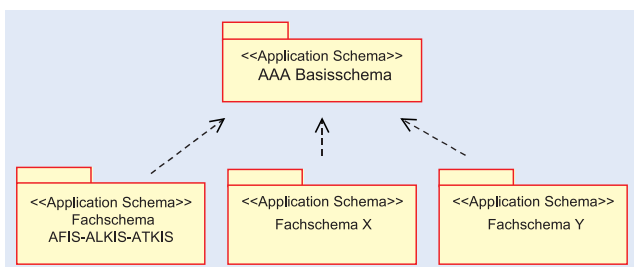 <<Application Schema>>
AAA Basisschema
<<Application Schema>>
Fachschema
AFIS-ALKIS-ATKIS
<<Application Schema>>
Fachschema X
<<Application Schema>>
Fachschema Y